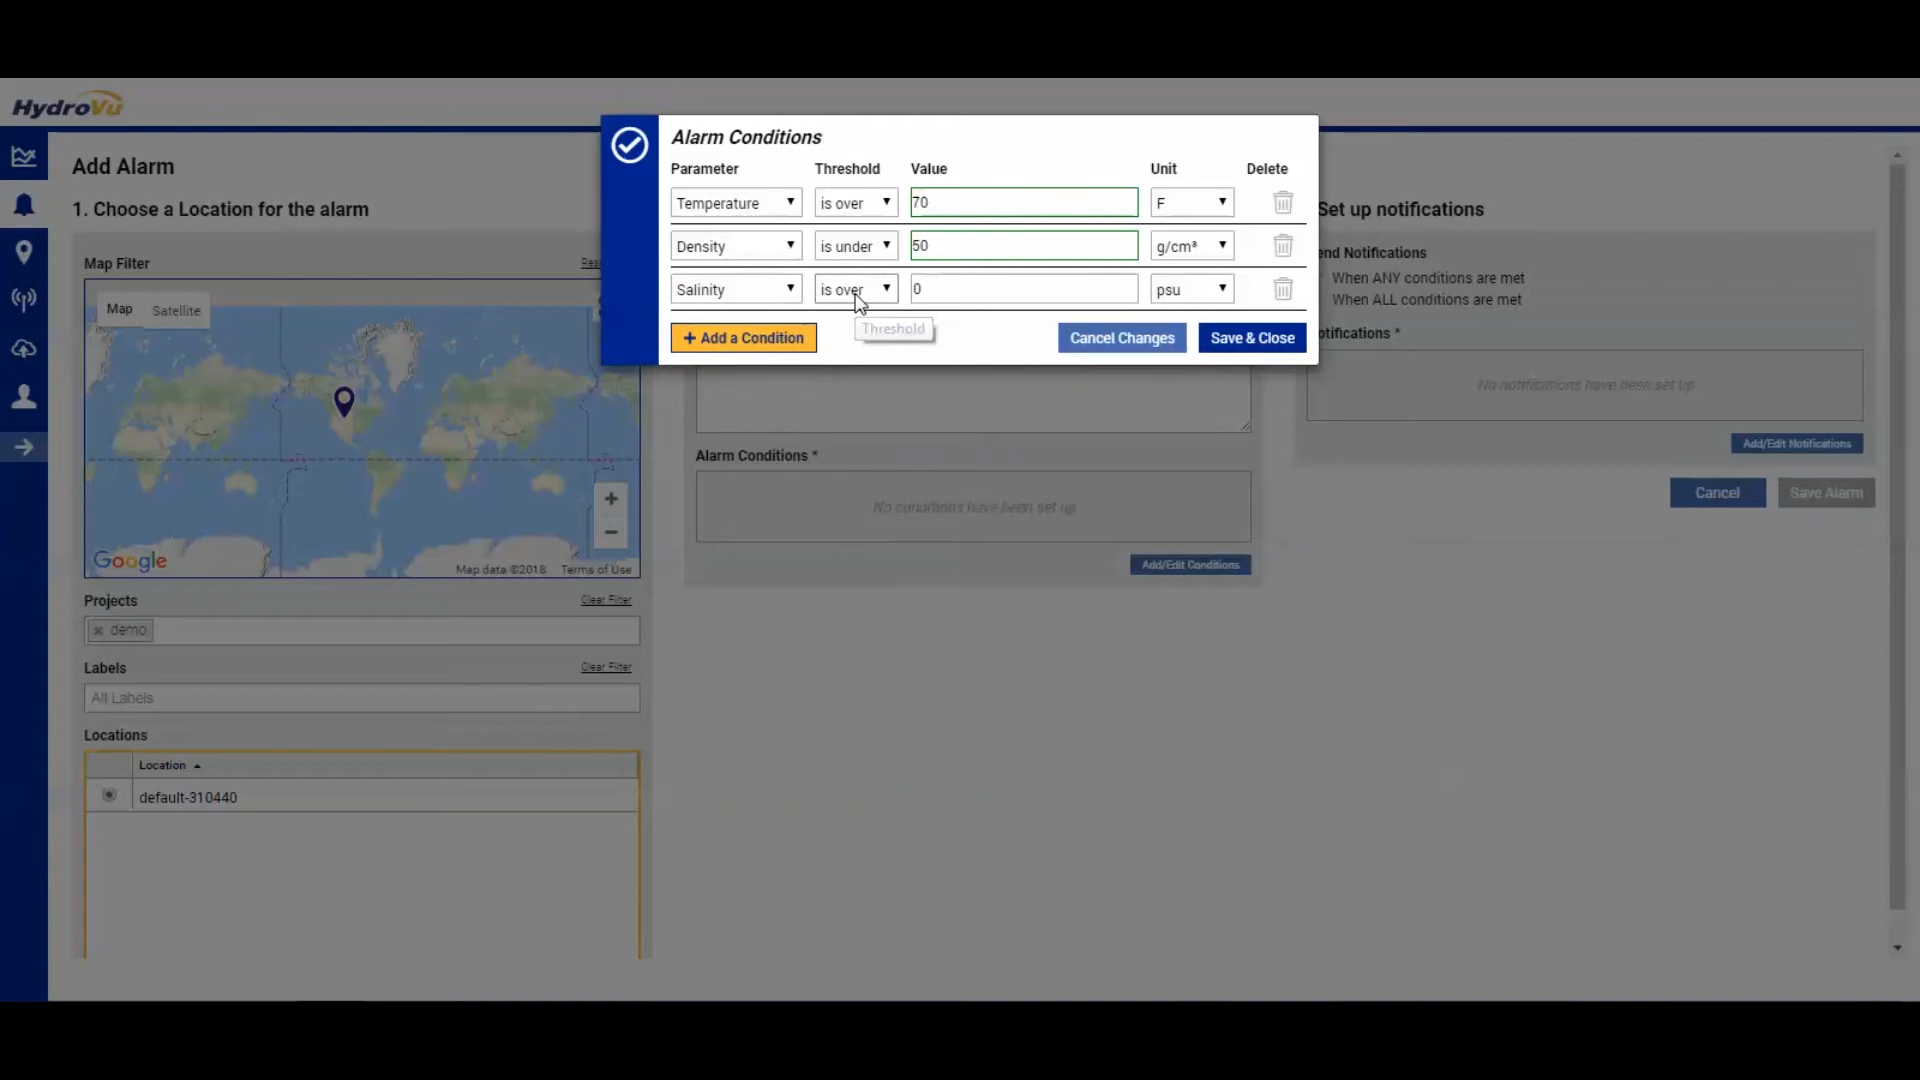 HydroVu
Add Alarm
1. Choose a Location for the alarm
Map Filter
Map
Satellite
Google
Map data ©2018
Terms of Use
Projects
Clear Filter
demo
Labels
Clear Filter
All Labels
Locations
Location
default-310440
Alarm Conditions
Parameter Threshold Value Unit Delete
Temperature is over 70 F
Density is under 50 g/cm³
Salinity is over 0 psu
+ Add a Condition
Threshold
Cancel Changes
Save & Close
Alarm Conditions *
No conditions have been set up
Add/Edit Conditions
Set up notifications
end Notifications
When ANY conditions are met
When ALL conditions are met
otifications *
No notifications have been set up
Add/Edit Notifications
Cancel
Save Alarm